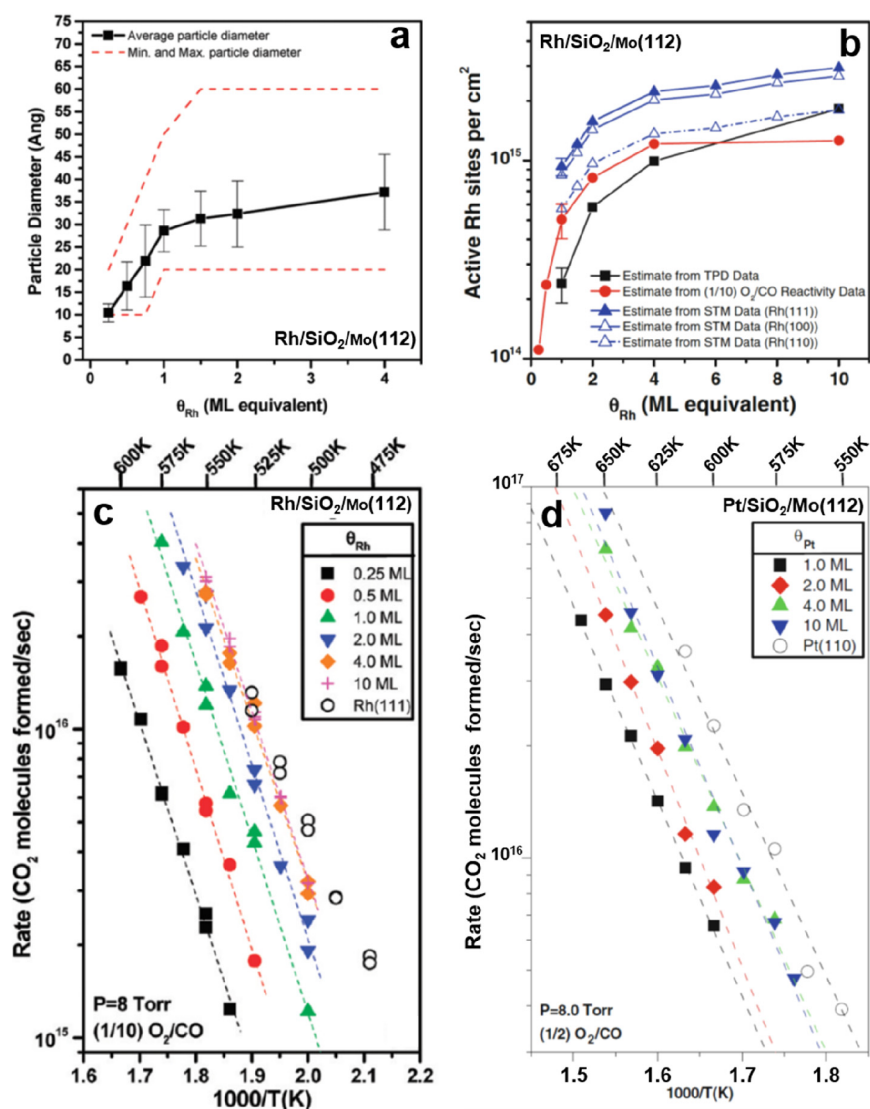 a
Average particle diameter
Min. and Max. particle diameter
Particle Diameter (Ang)
75
70
65
60
55
50
45
40
35
30
25
20
15
10
5
0
Rh/SiO2/Mo(112)
0 1 2 3 4
θRh (ML equivalent)
b
Rh/SiO2/Mo(112)
Active Rh sites per cm2
10^15
10^14
Estimate from TPD Data
Estimate from (1/10) O2/CO Reactivity Data
Estimate from STM Data (Rh(111))
Estimate from STM Data (Rh(100))
Estimate from STM Data (Rh(110))
0 2 4 6 8 10
θRh (ML equivalent)
600K 575K 550K 525K 500K 475K
c
Rh/SiO2/Mo(112)
θRh
0.25 ML
0.5 ML
1.0 ML
2.0 ML
4.0 ML
10 ML
Rh(111)
Rate (CO2 molecules formed/sec)
10^16
10^15
P=8 Torr
(1/10) O2/CO
1.6 1.7 1.8 1.9 2.0 2.1 2.2
1000/T(K)
675K 650K 625K 600K 575K 550K
d
Pt/SiO2/Mo(112)
θPt
1.0 ML
2.0 ML
4.0 ML
10 ML
Pt(110)
Rate (CO2 molecules formed/sec)
10^17
10^16
P=8.0 Torr
(1/2) O2/CO
1.5 1.6 1.7 1.8
1000/T(K)